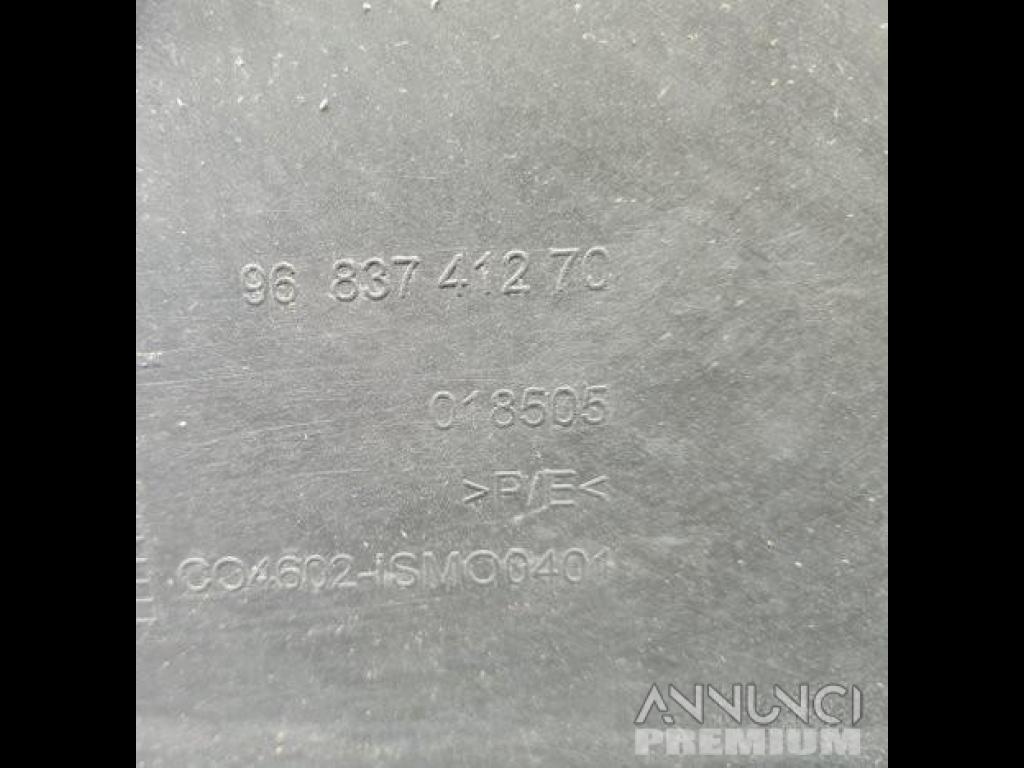 96 837 412 70
018505
>P/E<
CO4602-iSMO0401
ANNUNCI
PREMIUM